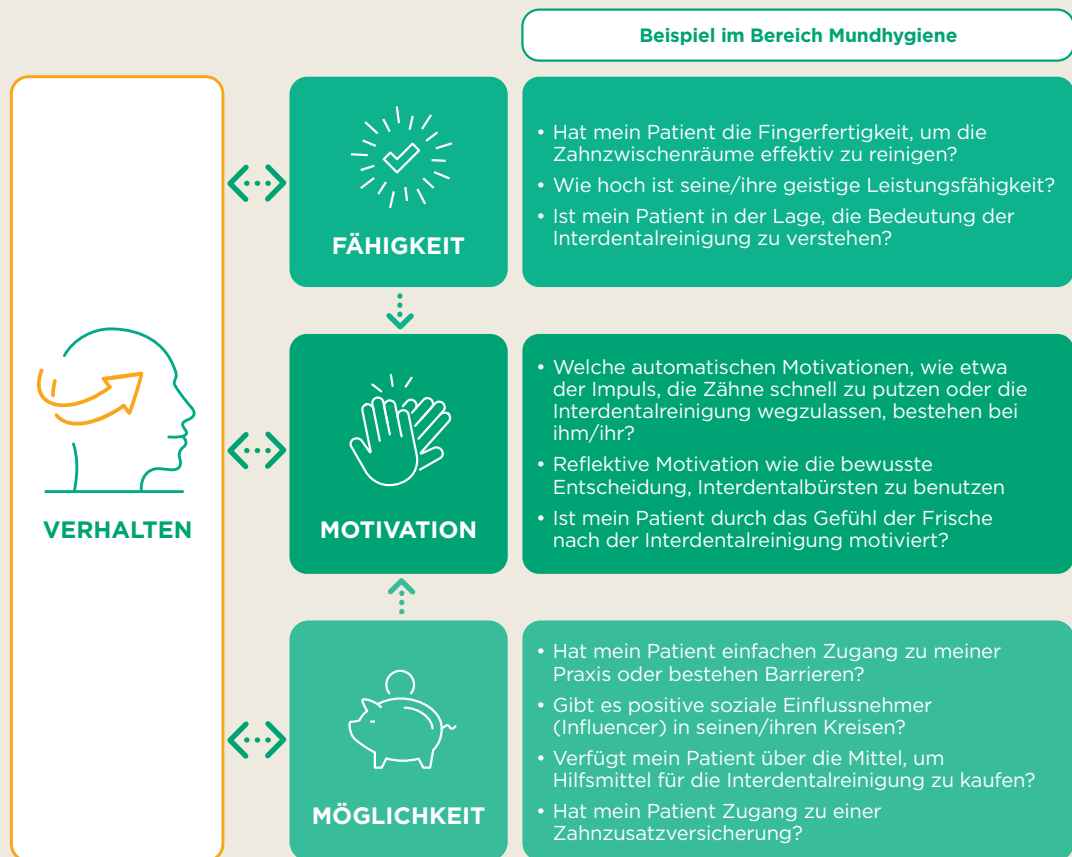 Beispiel im Bereich Mundhygiene
VERHALTEN
FÄHIGKEIT
• Hat mein Patient die Fingerfertigkeit, um die
Zahnzwischenräume effektiv zu reinigen?
• Wie hoch ist seine/ihre geistige Leistungsfähigkeit?
• Ist mein Patient in der Lage, die Bedeutung der
Interdentalreinigung zu verstehen?
MOTIVATION
• Welche automatischen Motivationen, wie etwa
der Impuls, die Zähne schnell zu putzen oder die
Interdentalreinigung wegzulassen, bestehen bei
ihm/ihr?
• Reflektive Motivation wie die bewusste
Entscheidung, Interdentalbürsten zu benutzen
• Ist mein Patient durch das Gefühl der Frische
nach der Interdentalreinigung motiviert?
MÖGLICHKEIT
• Hat mein Patient einfachen Zugang zu meiner
Praxis oder bestehen Barrieren?
• Gibt es positive soziale Einflussnehmer
(Influencer) in seinen/ihren Kreisen?
• Verfügt mein Patient über die Mittel, um
Hilfsmittel für die Interdentalreinigung zu kaufen?
• Hat mein Patient Zugang zu einer
Zahnzusatzversicherung?